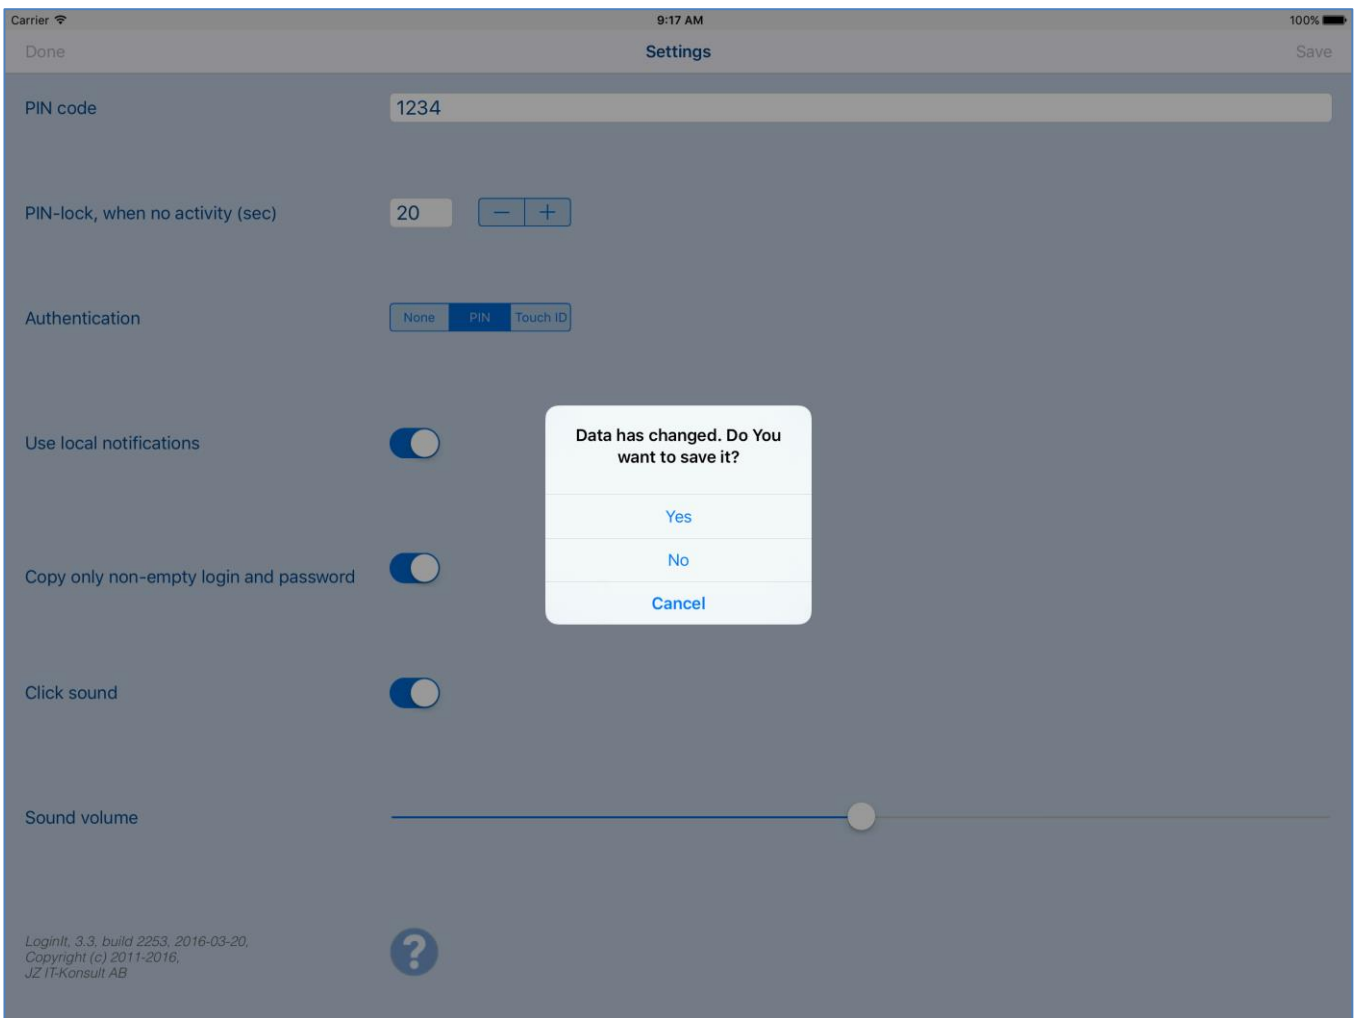 Carrier 9:17 AM 100%
Done Settings Save
PIN code 1234
PIN-lock, when no activity (sec) 20 − +
Authentication None PIN Touch ID
Data has changed. Do You
want to save it?
Use local notifications
Yes
No
Copy only non-empty login and password
Cancel
Click sound
Sound volume
LoginIt, 3.3, build 2253, 2016-03-20,
Copyright (c) 2011-2016,
JZ IT-Konsult AB
?